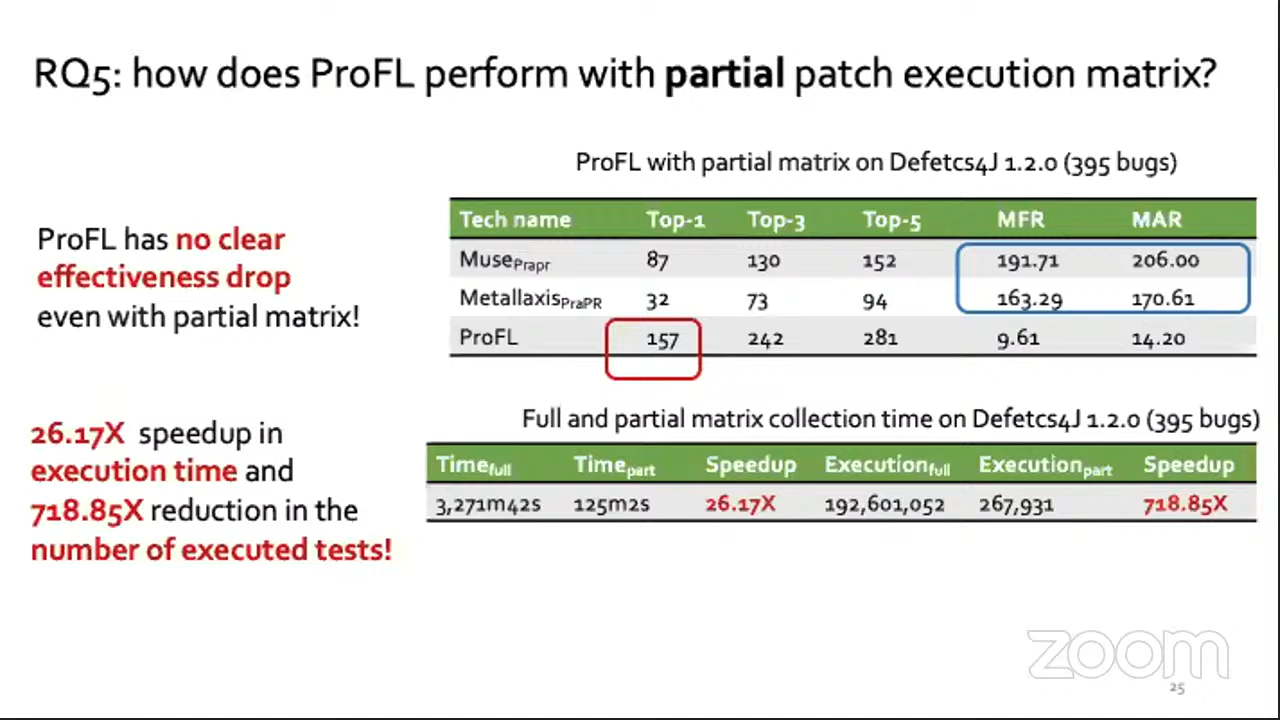 RQ5: how does ProFL perform with partial patch execution matrix?
ProFL with partial matrix on Defetcs4J 1.2.0 (395 bugs)
ProFL has no clear
effectiveness drop
even with partial matrix!
Tech name Top-1 Top-3 Top-5 MFR MAR
MusePrapr 87 130 152 191.71 206.00
MetallaxisPraPR 32 73 94 163.29 170.61
ProFL 157 242 281 9.61 14.20
26.17X speedup in
execution time and
718.85X reduction in the
number of executed tests!
Full and partial matrix collection time on Defetcs4J 1.2.0 (395 bugs)
Timefull Timepart Speedup Executionfull Executionpart Speedup
3,271m42s 125m2s 26.17X 192,601,052 267,931 718.85X
zoom
25